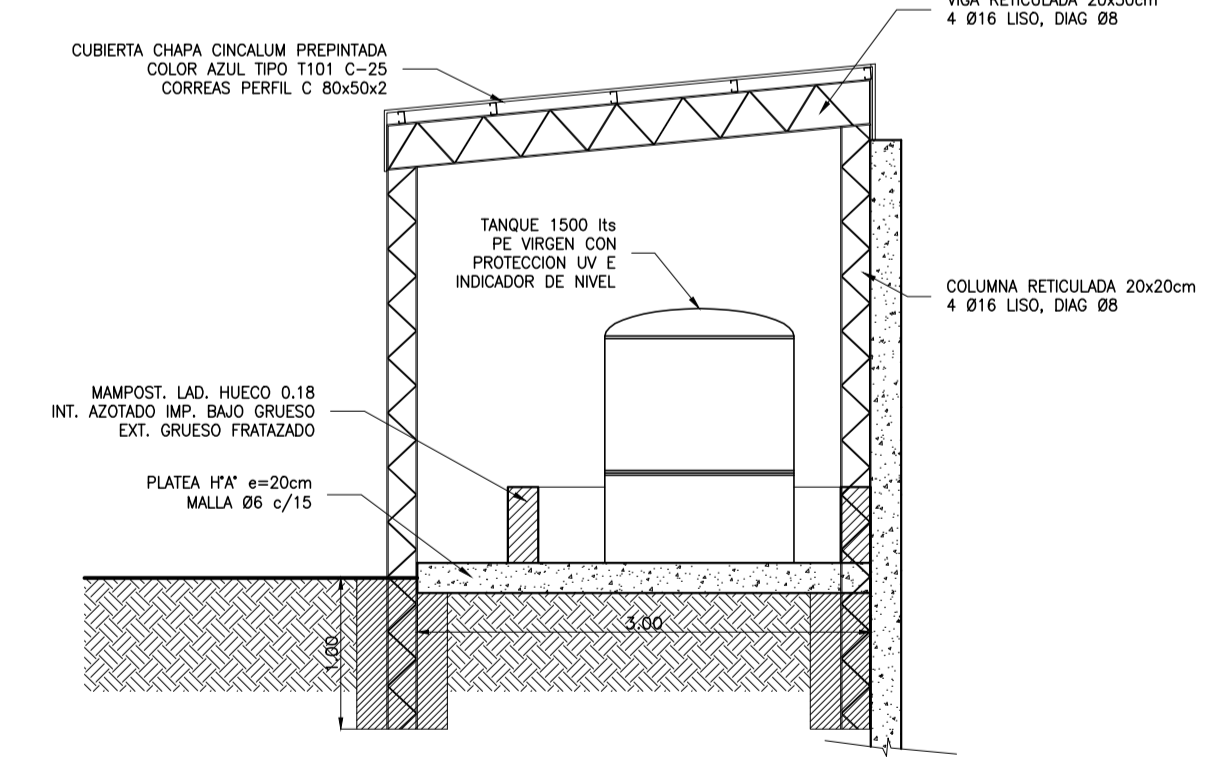 VIGA RETICULADA 20x30cm
4 Ø16 LISO, DIAG Ø8
CUBIERTA CHAPA CINCALUM PREPINTADA
COLOR AZUL TIPO T101 C-25
CORREAS PERFIL C 80x50x2
TANQUE 1500 lts
PE VIRGEN CON
PROTECCION UV E
INDICADOR DE NIVEL
COLUMNA RETICULADA 20x20cm
4 Ø16 LISO, DIAG Ø8
MAMPOST. LAD. HUECO 0.18
INT. AZOTADO IMP. BAJO GRUESO
EXT. GRUESO FRATAZADO
PLATEA H°A° e=20cm
MALLA Ø6 c/15
3.00
1.00